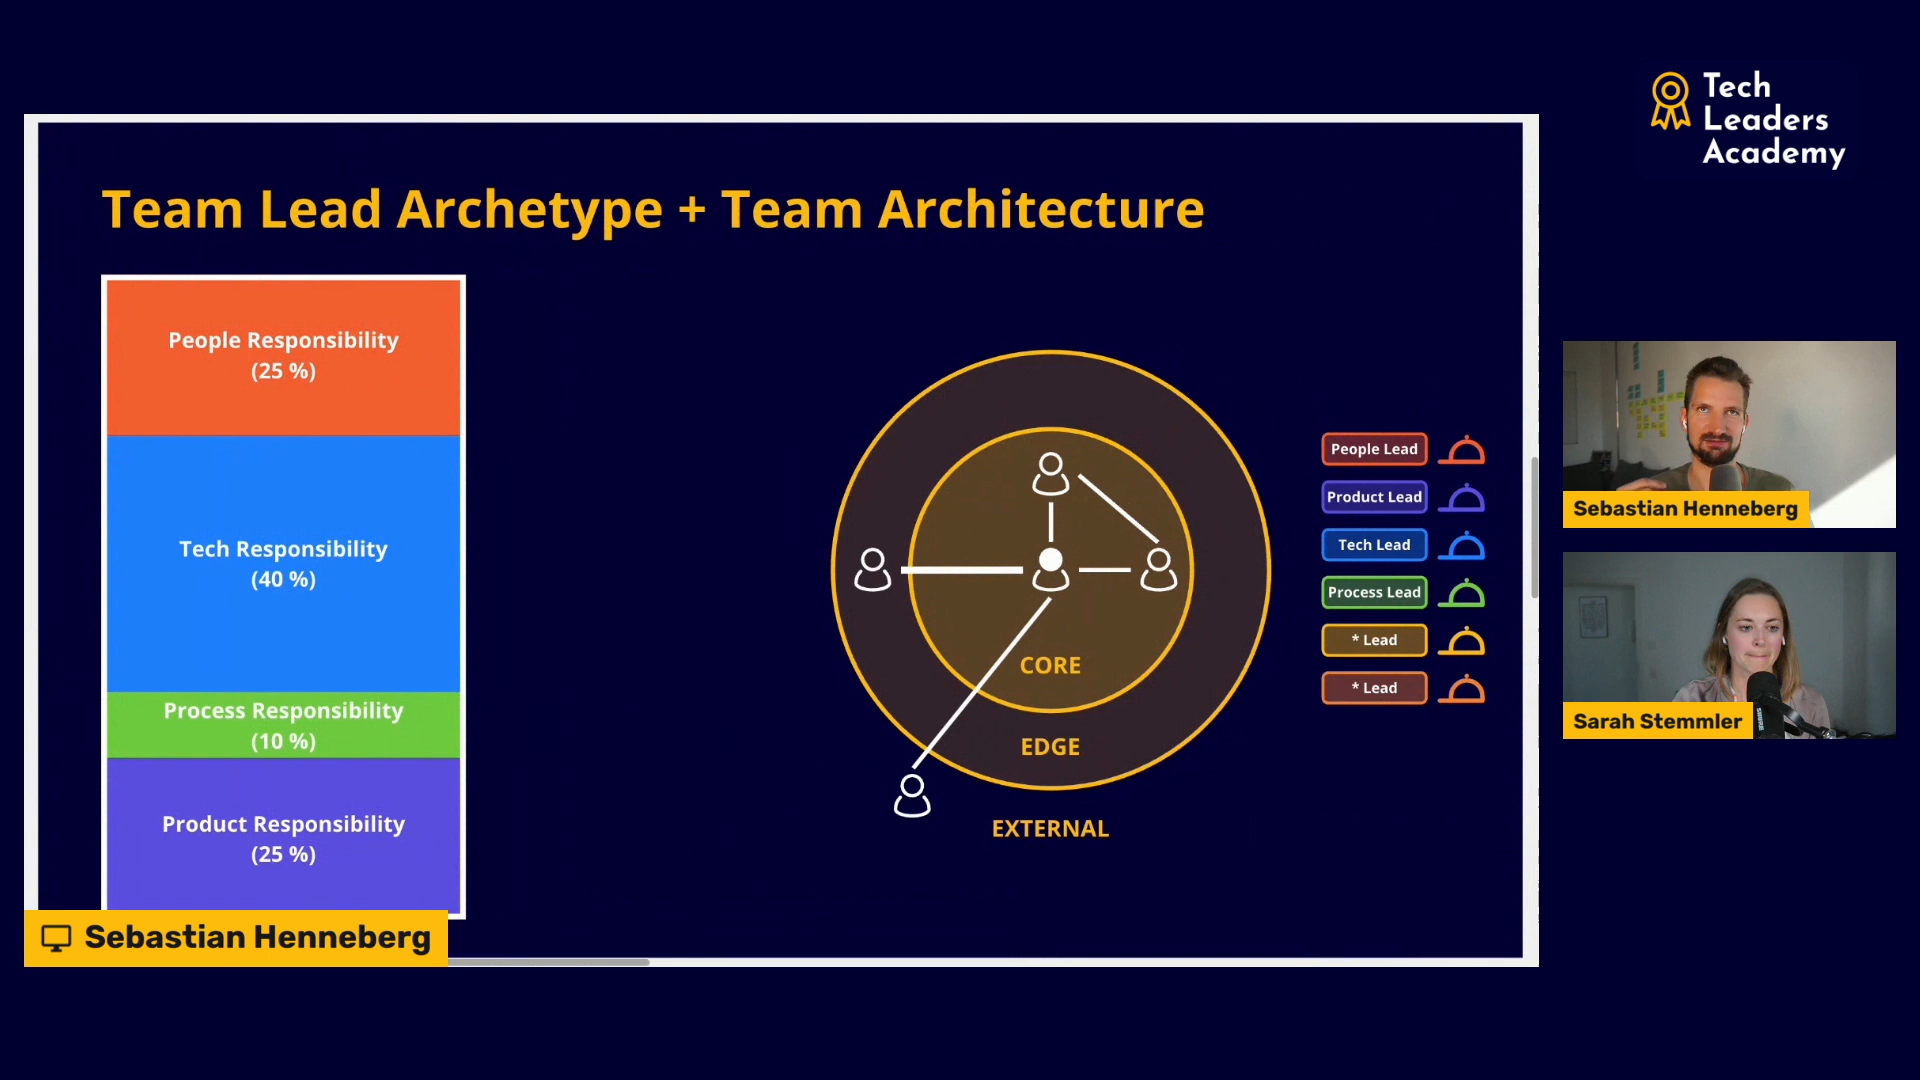 Tech
Leaders
Academy
Team Lead Archetype + Team Architecture
People Responsibility
(25 %)
Tech Responsibility
(40 %)
Process Responsibility
(10 %)
Product Responsibility
(25 %)
CORE
EDGE
EXTERNAL
People Lead
Product Lead
Tech Lead
Process Lead
* Lead
* Lead
Sebastian Henneberg
Sebastian Henneberg
Sarah Stemmler